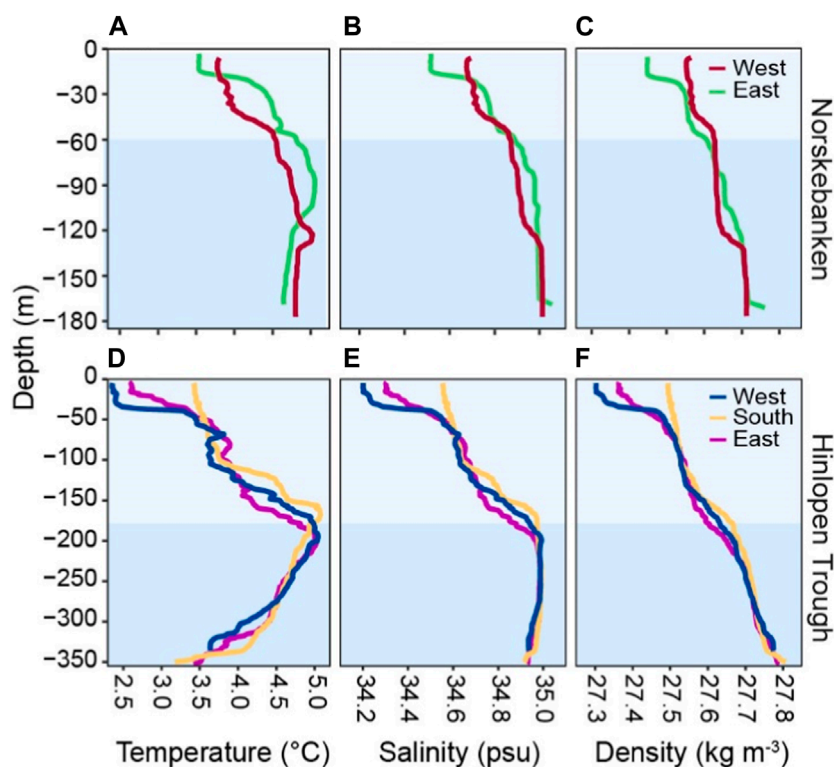 A
B
C
0
−30
−60
−90
−120
−150
−180
West
East
Norskebanken
Depth (m)
D
E
F
0
−50
−100
−150
−200
−250
−300
−350
West
South
East
Hinlopen Trough
2.5
3.0
3.5
4.0
4.5
5.0
34.2
34.4
34.6
34.8
35.0
27.3
27.4
27.5
27.6
27.7
27.8
Temperature (°C)
Salinity (psu)
Density (kg m⁻³)